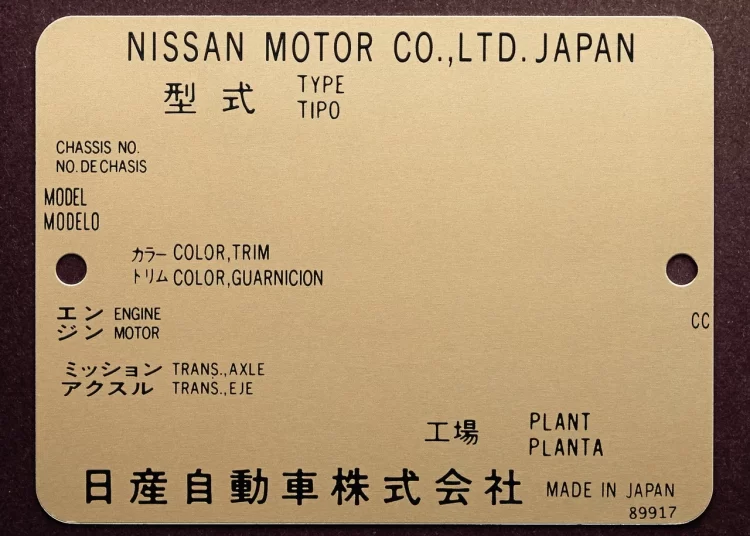 NISSAN MOTOR CO.,LTD. JAPAN
型式 TYPE
TIPO
CHASSIS NO.
NO. DE CHASIS
MODEL
MODELO
カラー COLOR,TRIM
トリム COLOR,GUARNICION
エン ENGINE
ジン MOTOR
CC
ミッション TRANS.,AXLE
アクスル TRANS.,EJE
工場 PLANT
PLANTA
日産自動車株式会社 MADE IN JAPAN
89917